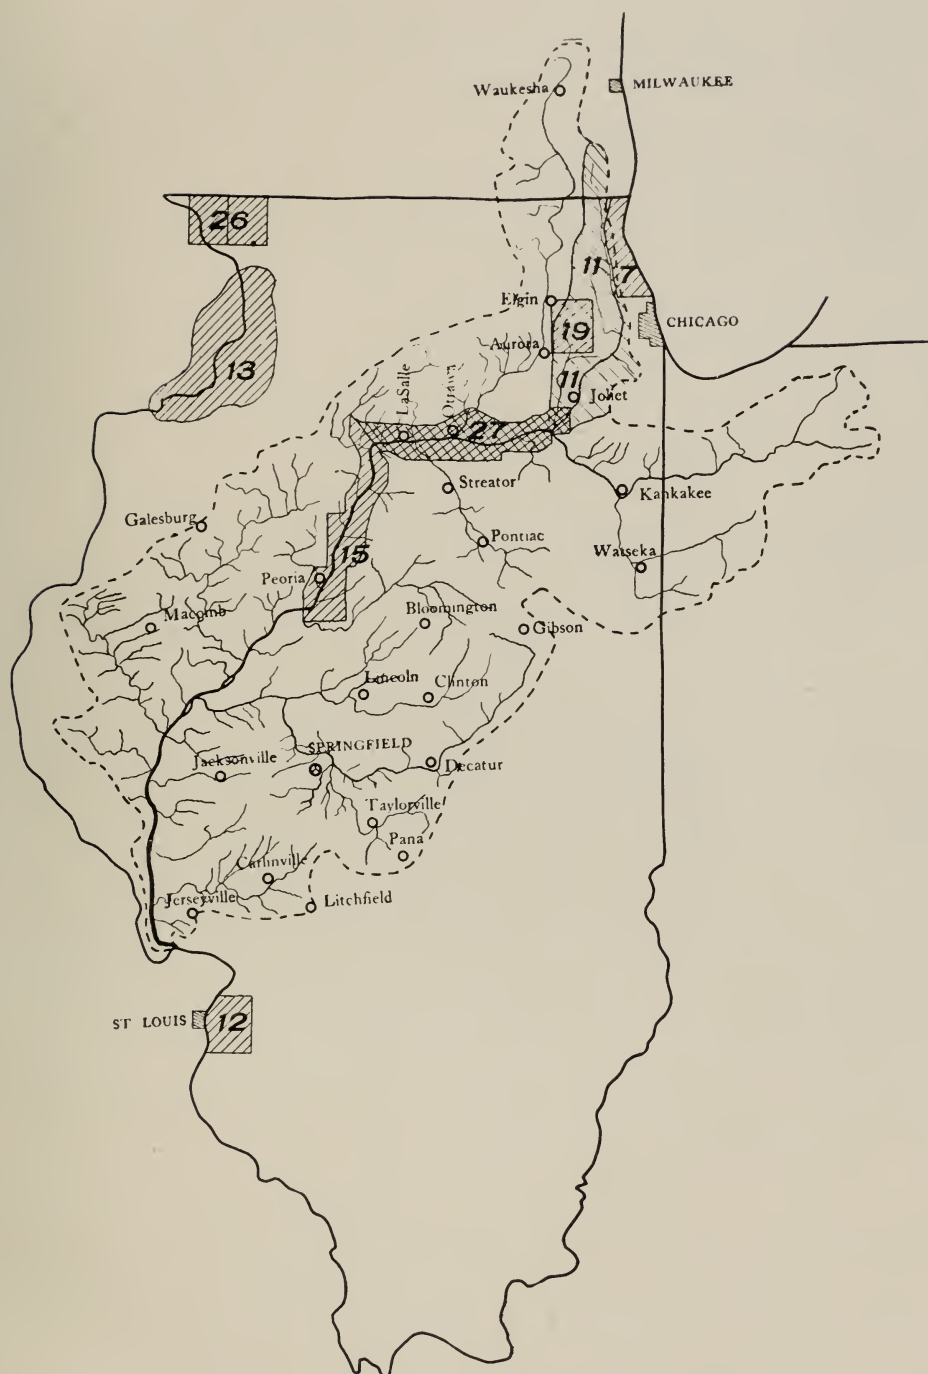 Waukesha
MILWAUKEE
26
11
7
Elgin
CHICAGO
19
Aurora
13
LaSalle
Ottawa
11
Joliet
27
Streator
Kankakee
Galesburg
Pontiac
15
Watseka
Peoria
Bloomington
Macomb
Gibson
Lincoln
Clinton
SPRINGFIELD
Jacksonville
Decatur
Taylorville
Pana
Carlinville
Jerseyville
Litchfield
ST LOUIS
12